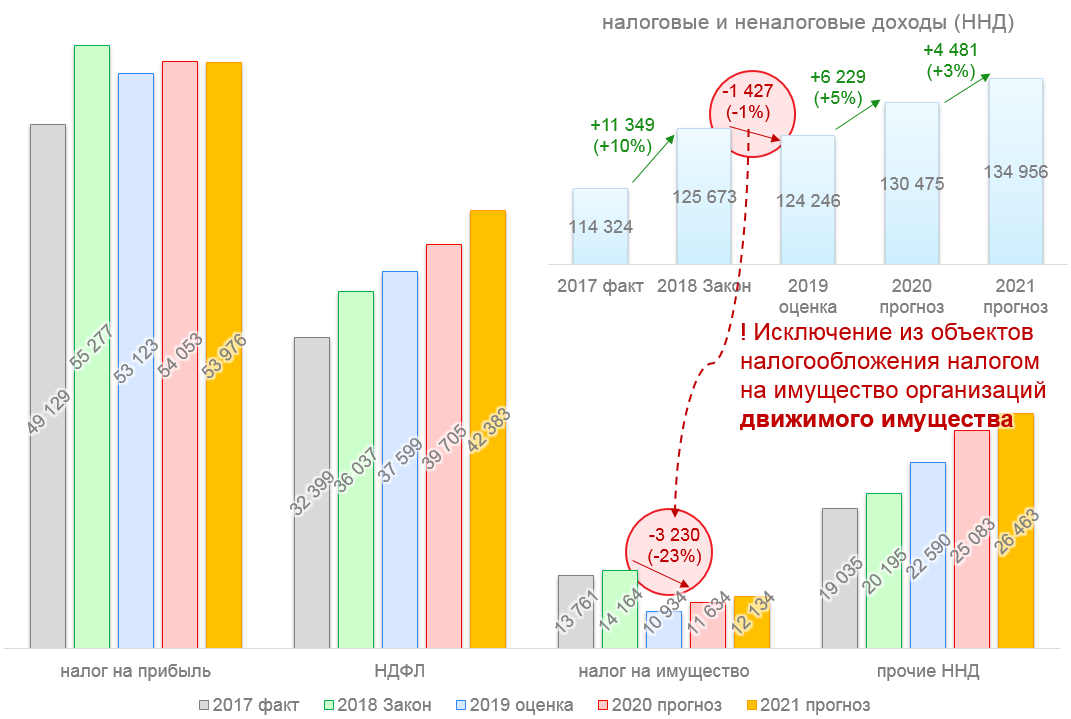 налоговые и неналоговые доходы (ННД)
+11 349
(+10%)
-1 427
(-1%)
+6 229
(+5%)
+4 481
(+3%)
114 324
125 673
124 246
130 475
134 956
2017 факт
2018 Закон
2019
оценка
2020
прогноз
2021
прогноз
! Исключение из объектов
налогообложения налогом
на имущество организаций
движимого имущества
49 129
55 277
53 123
54 053
53 976
32 399
36 037
37 599
39 705
42 383
-3 230
(-23%)
13 761
14 164
10 934
11 634
12 134
19 035
20 195
22 590
25 083
26 463
налог на прибыль
НДФЛ
налог на имущество
прочие ННД
2017 факт
2018 Закон
2019 оценка
2020 прогноз
2021 прогноз